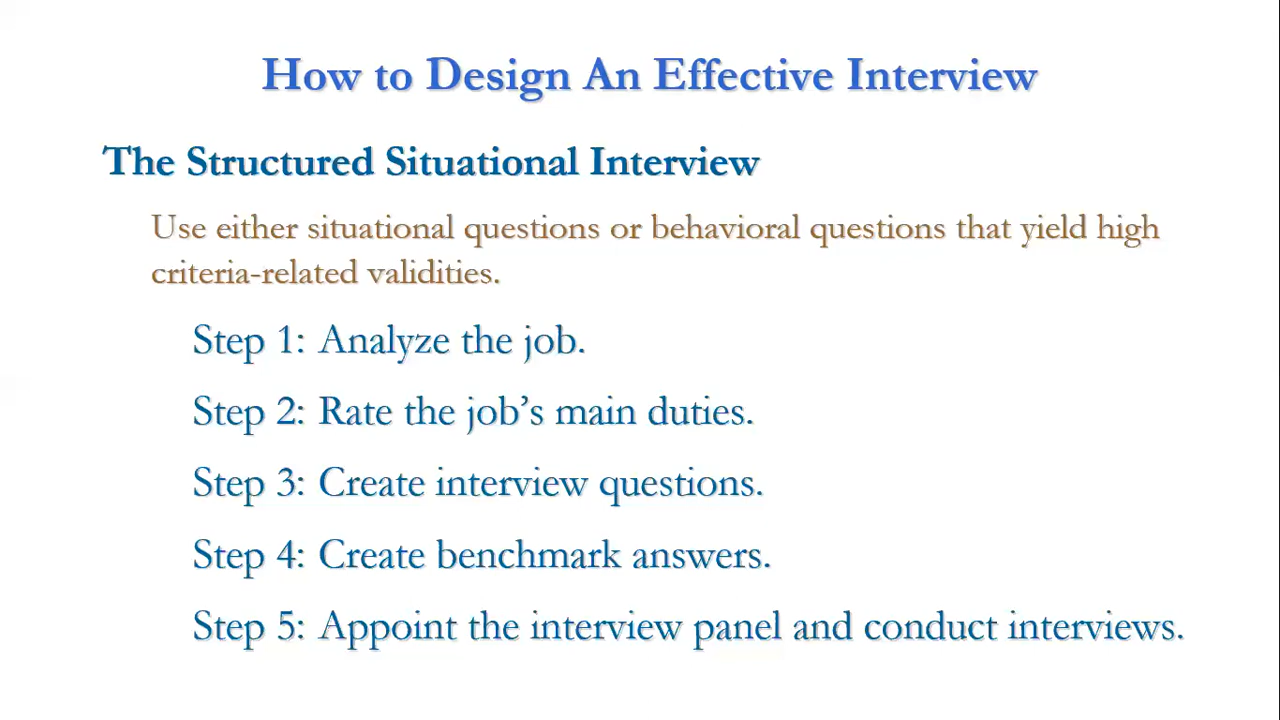 How to Design An Effective Interview
The Structured Situational Interview
Use either situational questions or behavioral questions that yield high
criteria-related validities.
Step 1: Analyze the job.
Step 2: Rate the job’s main duties.
Step 3: Create interview questions.
Step 4: Create benchmark answers.
Step 5: Appoint the interview panel and conduct interviews.